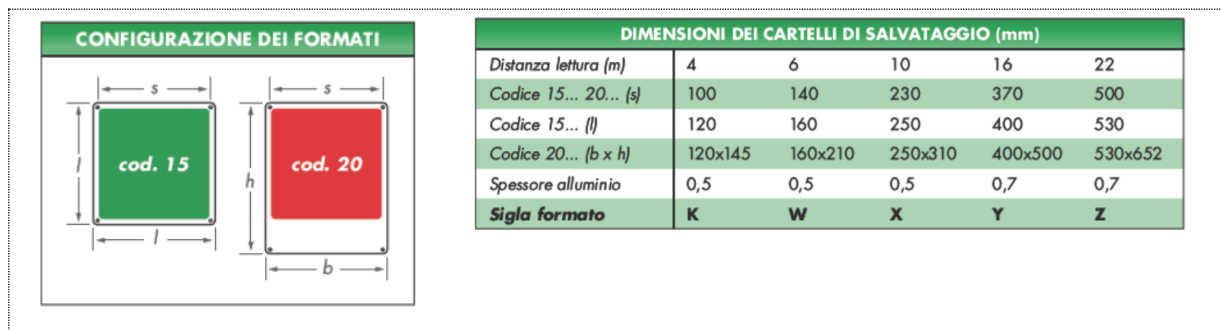 CONFIGURAZIONE DEI FORMATI
s
s
l
cod. 15
h
cod. 20
l
b
DIMENSIONI DEI CARTELLI DI SALVATAGGIO (mm)
Distanza lettura (m) 4 6 10 16 22
Codice 15... 20... (s) 100 140 230 370 500
Codice 15... (l) 120 160 250 400 530
Codice 20... (b x h) 120x145 160x210 250x310 400x500 530x652
Spessore alluminio 0,5 0,5 0,5 0,7 0,7
Sigla formato K W X Y Z